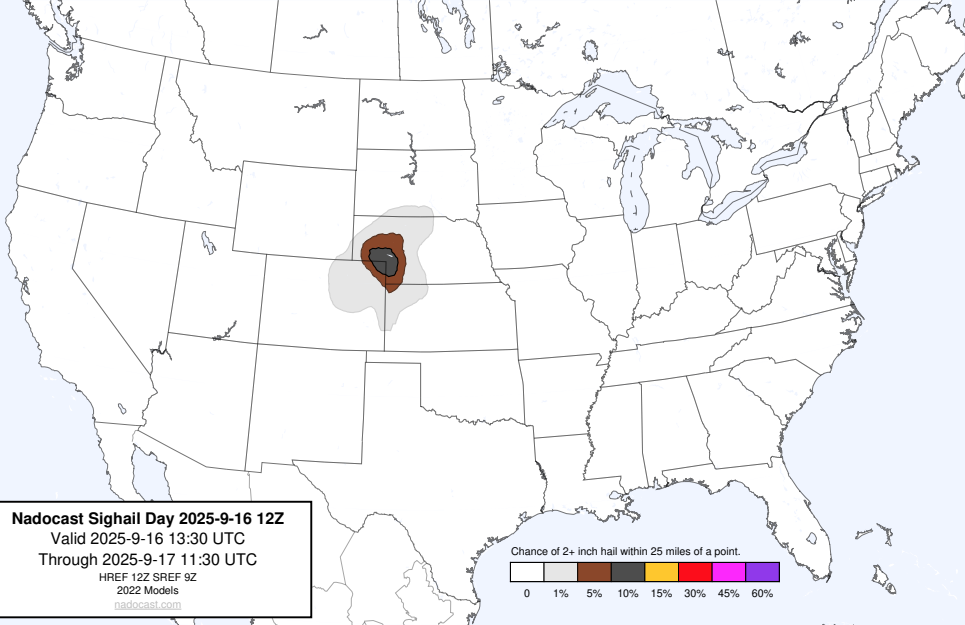 Nadocast Sighail Day 2025-9-16 12Z
Valid 2025-9-16 13:30 UTC
Through 2025-9-17 11:30 UTC
HREF 12Z SREF 9Z
2022 Models
nadocast.com
Chance of 2+ inch hail within 25 miles of a point.
0 1% 5% 10% 15% 30% 45% 60%